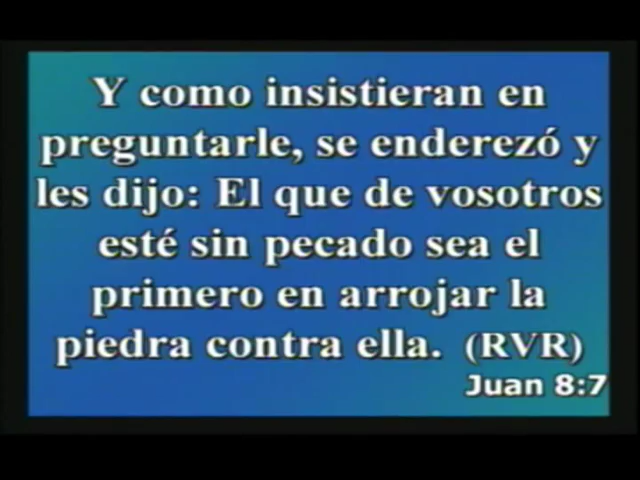 Y como insistieran en
preguntarle, se enderezó y
les dijo: El que de vosotros
esté sin pecado sea el
primero en arrojar la
piedra contra ella. (RVR)
Juan 8:7